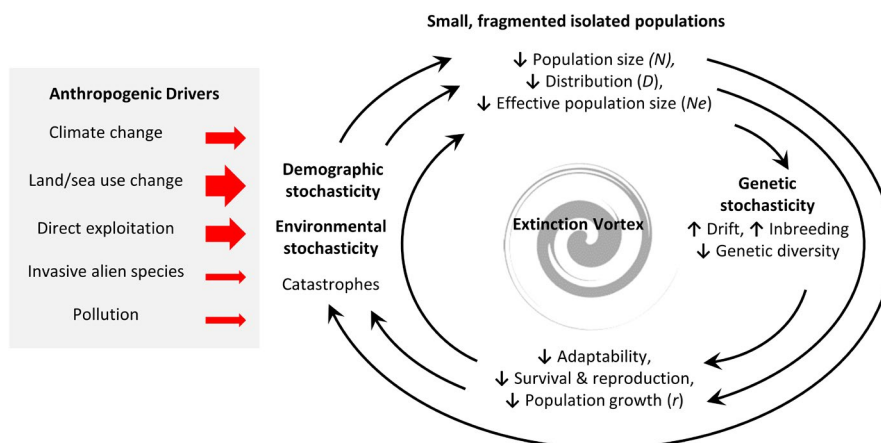 Small, fragmented isolated populations
↓ Population size (N),
↓ Distribution (D),
↓ Effective population size (Ne)
Anthropogenic Drivers
Climate change
Land/sea use change
Direct exploitation
Invasive alien species
Pollution
Demographic
stochasticity
Environmental
stochasticity
Catastrophes
Extinction Vortex
Genetic
stochasticity
↑ Drift, ↑ Inbreeding
↓ Genetic diversity
↓ Adaptability,
↓ Survival & reproduction,
↓ Population growth (r)